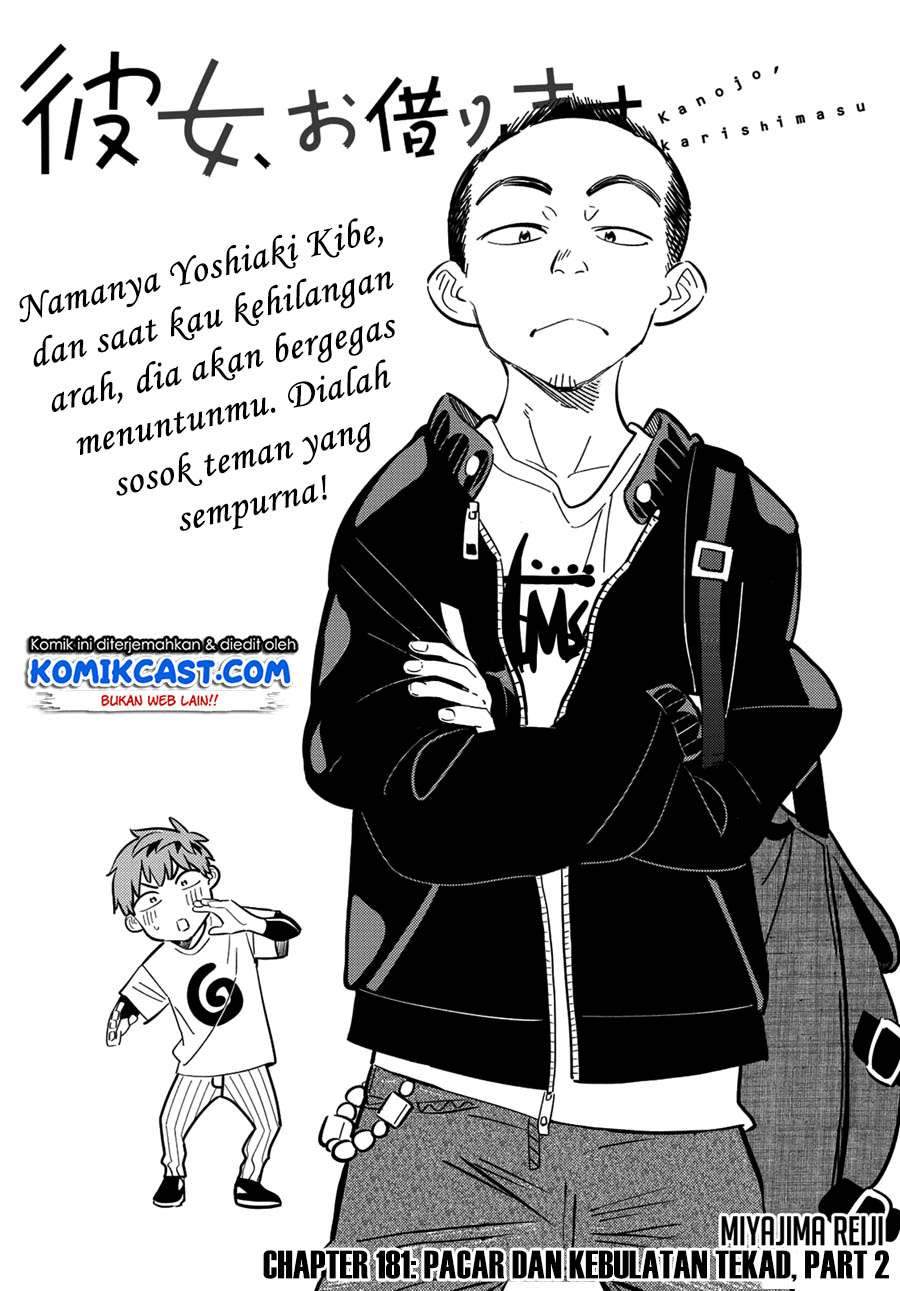 彼女、お借りします
Kanojo,
karishimasu
Namanya Yoshiaki Kibe,
dan saat kau kehilangan
arah, dia akan bergegas
menuntunmu. Dialah
sosok teman yang
sempurna!
Komik ini diterjemahkan & diedit oleh
KOMIKCAST.COM
BUKAN WEB LAIN!!
MIYAJIMA REIJI
CHAPTER 181: PACAR DAN KEBULATAN TEKAD, PART 2